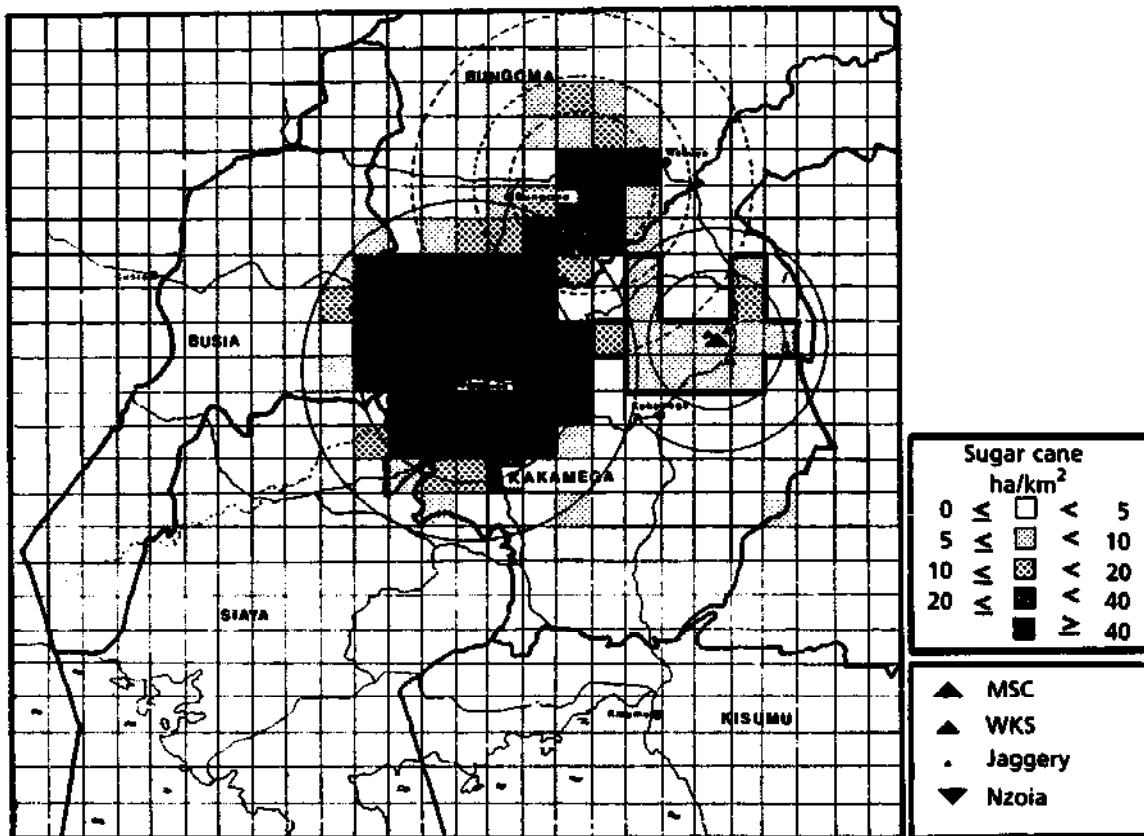 BUNGOMA
BUSIA
KAKAMEGA
SIAYA
KISUMU
Sugar cane
ha/km²
0 ≤ < 5
5 ≤ < 10
10 ≤ < 20
20 ≤ < 40
≥ 40
MSC
WKS
Jaggery
Nzoia